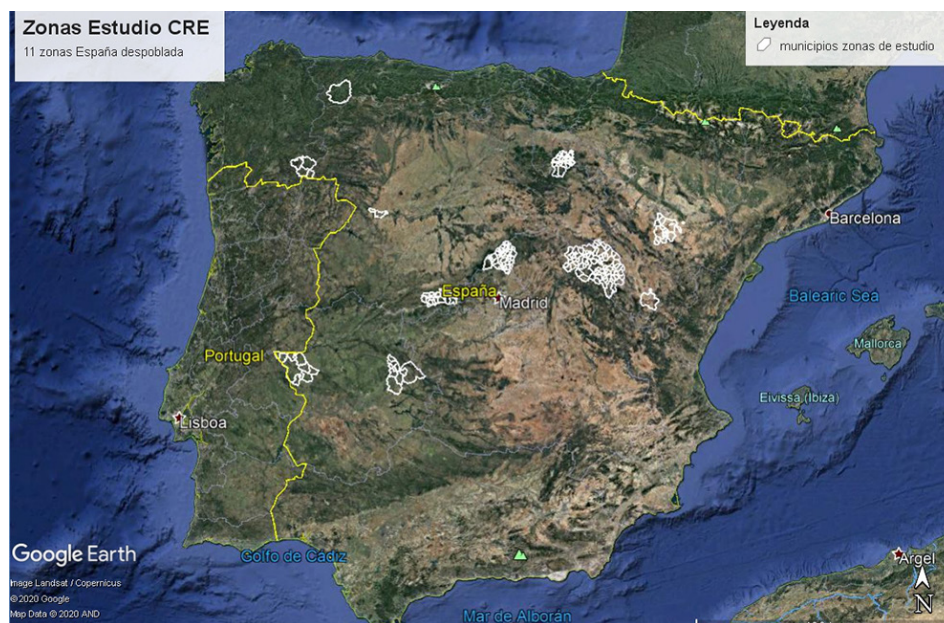 Zonas Estudio CRE
11 zonas España despoblada
Leyenda
municipios zonas de estudio
Barcelona
España
Madrid
Balearic Sea
Portugal
Mallorca
Eivissa (Ibiza)
Lisboa
Google Earth
Golfo de Cádiz
Argel
Image Landsat / Copernicus
© 2020 Google
Map Data © 2020 AND
N
Mar de Alborán